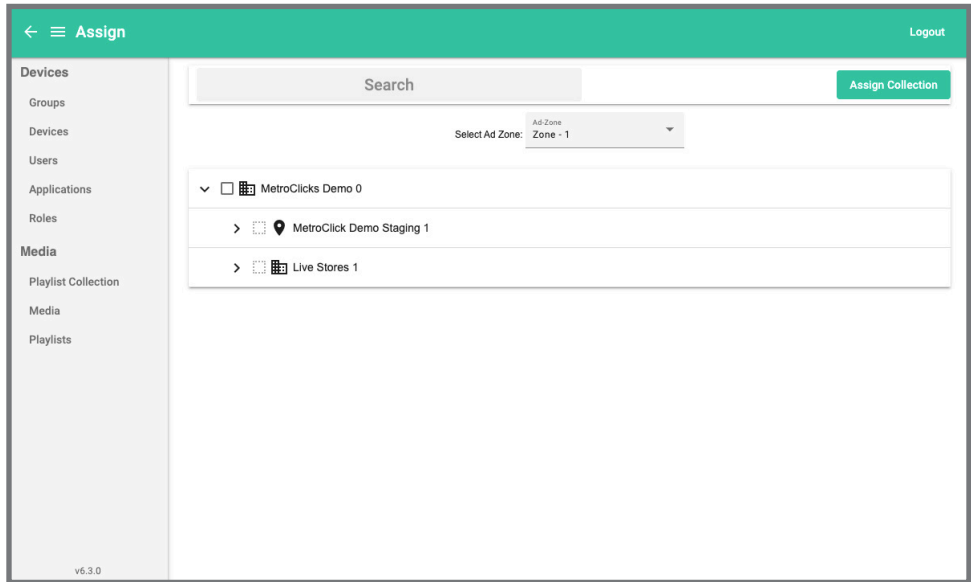 Assign
Logout
Devices
Groups
Devices
Users
Applications
Roles
Media
Playlist Collection
Media
Playlists
v6.3.0
Search
Assign Collection
Select Ad Zone:
Ad-Zone
Zone - 1
MetroClicks Demo 0
MetroClick Demo Staging 1
Live Stores 1